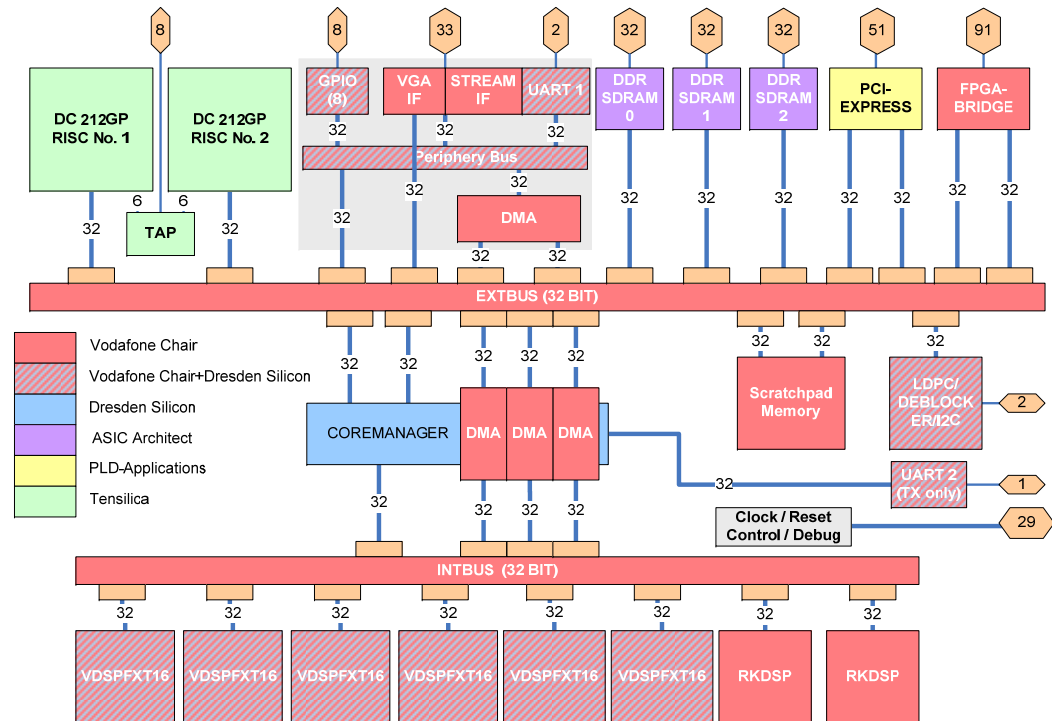 8
8
33
2
32
32
32
51
91
DC 212GP
RISC No. 1
DC 212GP
RISC No. 2
GPIO
(8)
VGA
IF
STREAM
IF
UART 1
DDR
SDRAM
0
DDR
SDRAM
1
DDR
SDRAM
2
PCI-
EXPRESS
FPGA-
BRIDGE
32
32
32
Periphery Bus
6
6
TAP
32
32
32
32
32
DMA
32
32
32
32
32
32
32
32
32
EXTBUS (32 BIT)
32
32
32
32
32
32
32
32
Vodafone Chair
Vodafone Chair+Dresden Silicon
Dresden Silicon
ASIC Architect
PLD-Applications
Tensilica
COREMANAGER
DMA
DMA
DMA
Scratchpad
Memory
LDPC/
DEBLOCK
ER/I2C
2
32
UART 2
(TX only)
1
Clock / Reset
Control / Debug
29
32
32
32
32
INTBUS (32 BIT)
32
32
32
32
32
32
32
32
VDSPFXT16
VDSPFXT16
VDSPFXT16
VDSPFXT16
VDSPFXT16
VDSPFXT16
RKDSP
RKDSP